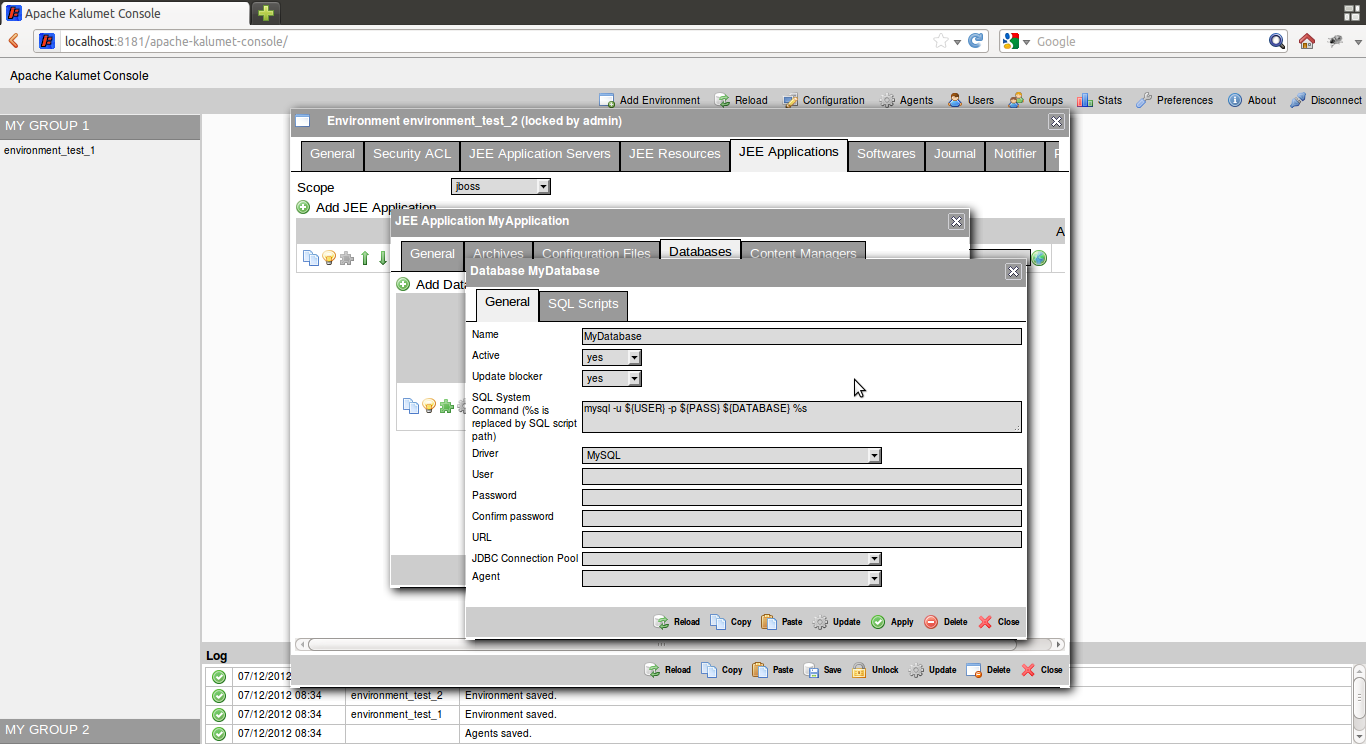 Apache Kalumet Console
localhost:8181/apache-kalumet-console/
Google
Apache Kalumet Console
Add Environment Reload Configuration Agents Users Groups Stats Preferences About Disconnect
MY GROUP 1
environment_test_1
Environment environment_test_2 (locked by admin)
General Security ACL JEE Application Servers JEE Resources JEE Applications Softwares Journal Notifier
Scope jboss
Add JEE Application
A
JEE Application MyApplication
General Archives Configuration Files Databases Content Managers
Add Data
Database MyDatabase
General SQL Scripts
Name MyDatabase
Active yes
Update blocker yes
SQL System
Command (%s is
replaced by SQL script
path)
mysql -u ${USER} -p ${PASS} ${DATABASE} %s
Driver MySQL
User
Password
Confirm password
URL
JDBC Connection Pool
Agent
Reload Copy Paste Update Apply Delete Close
Reload Copy Paste Save Unlock Update Delete Close
Log
07/12/2012
07/12/2012 08:34 environment_test_2 Environment saved.
07/12/2012 08:34 environment_test_1 Environment saved.
07/12/2012 08:34 Agents saved.
MY GROUP 2